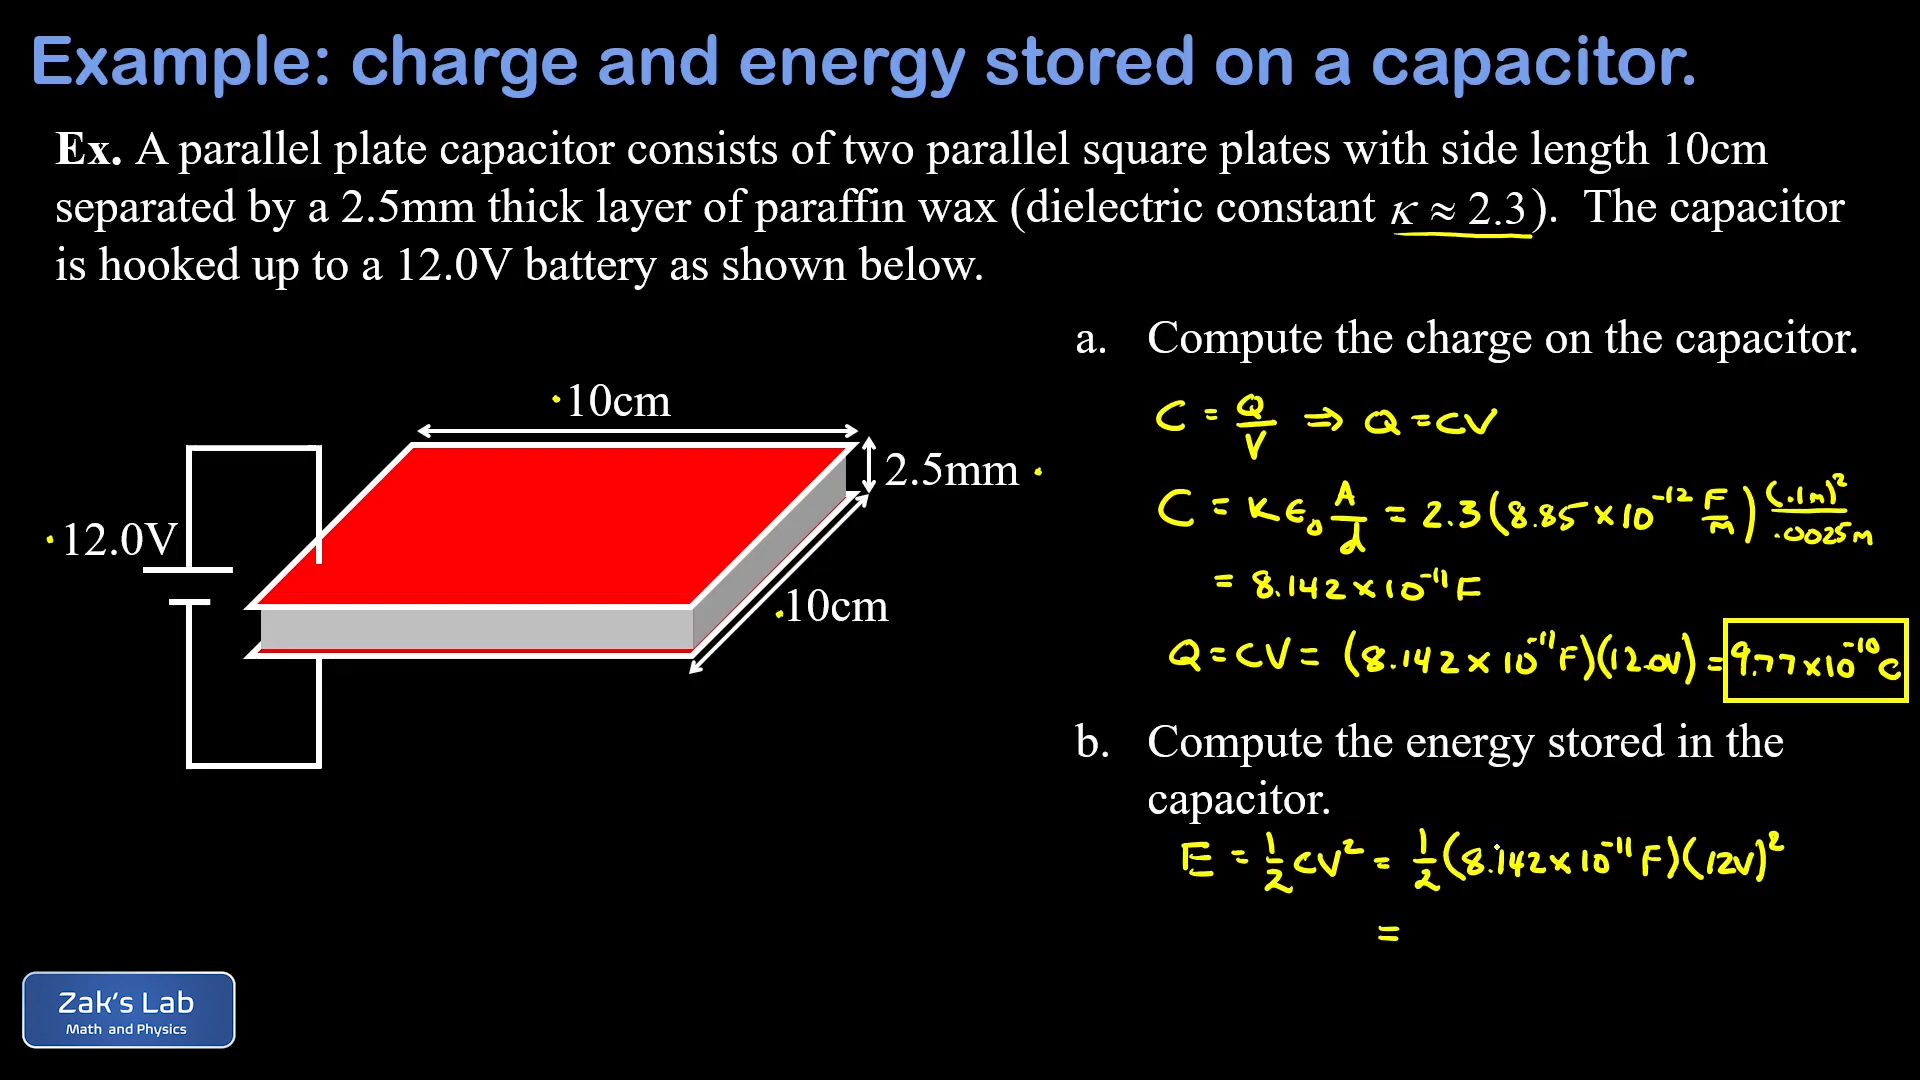 Example: charge and energy stored on a capacitor.
Ex. A parallel plate capacitor consists of two parallel square plates with side length 10cm
separated by a 2.5mm thick layer of paraffin wax (dielectric constant κ ≈ 2.3).  The capacitor
is hooked up to a 12.0V battery as shown below.
10cm
2.5mm
12.0V
10cm
a. Compute the charge on the capacitor.
C = Q/V ⇒ Q = CV
C = κϵ₀ A/d = 2.3(8.85×10⁻¹² F/m) (.1m)²/.0025m
= 8.142×10⁻¹¹ F
Q = CV = (8.142×10⁻¹¹F)(12.0V) = 9.77×10⁻¹⁰ C
b. Compute the energy stored in the
capacitor.
E = 1/2 CV² = 1/2 (8.142×10⁻¹¹ F)(12V)²
=
Zak's Lab
Math and Physics